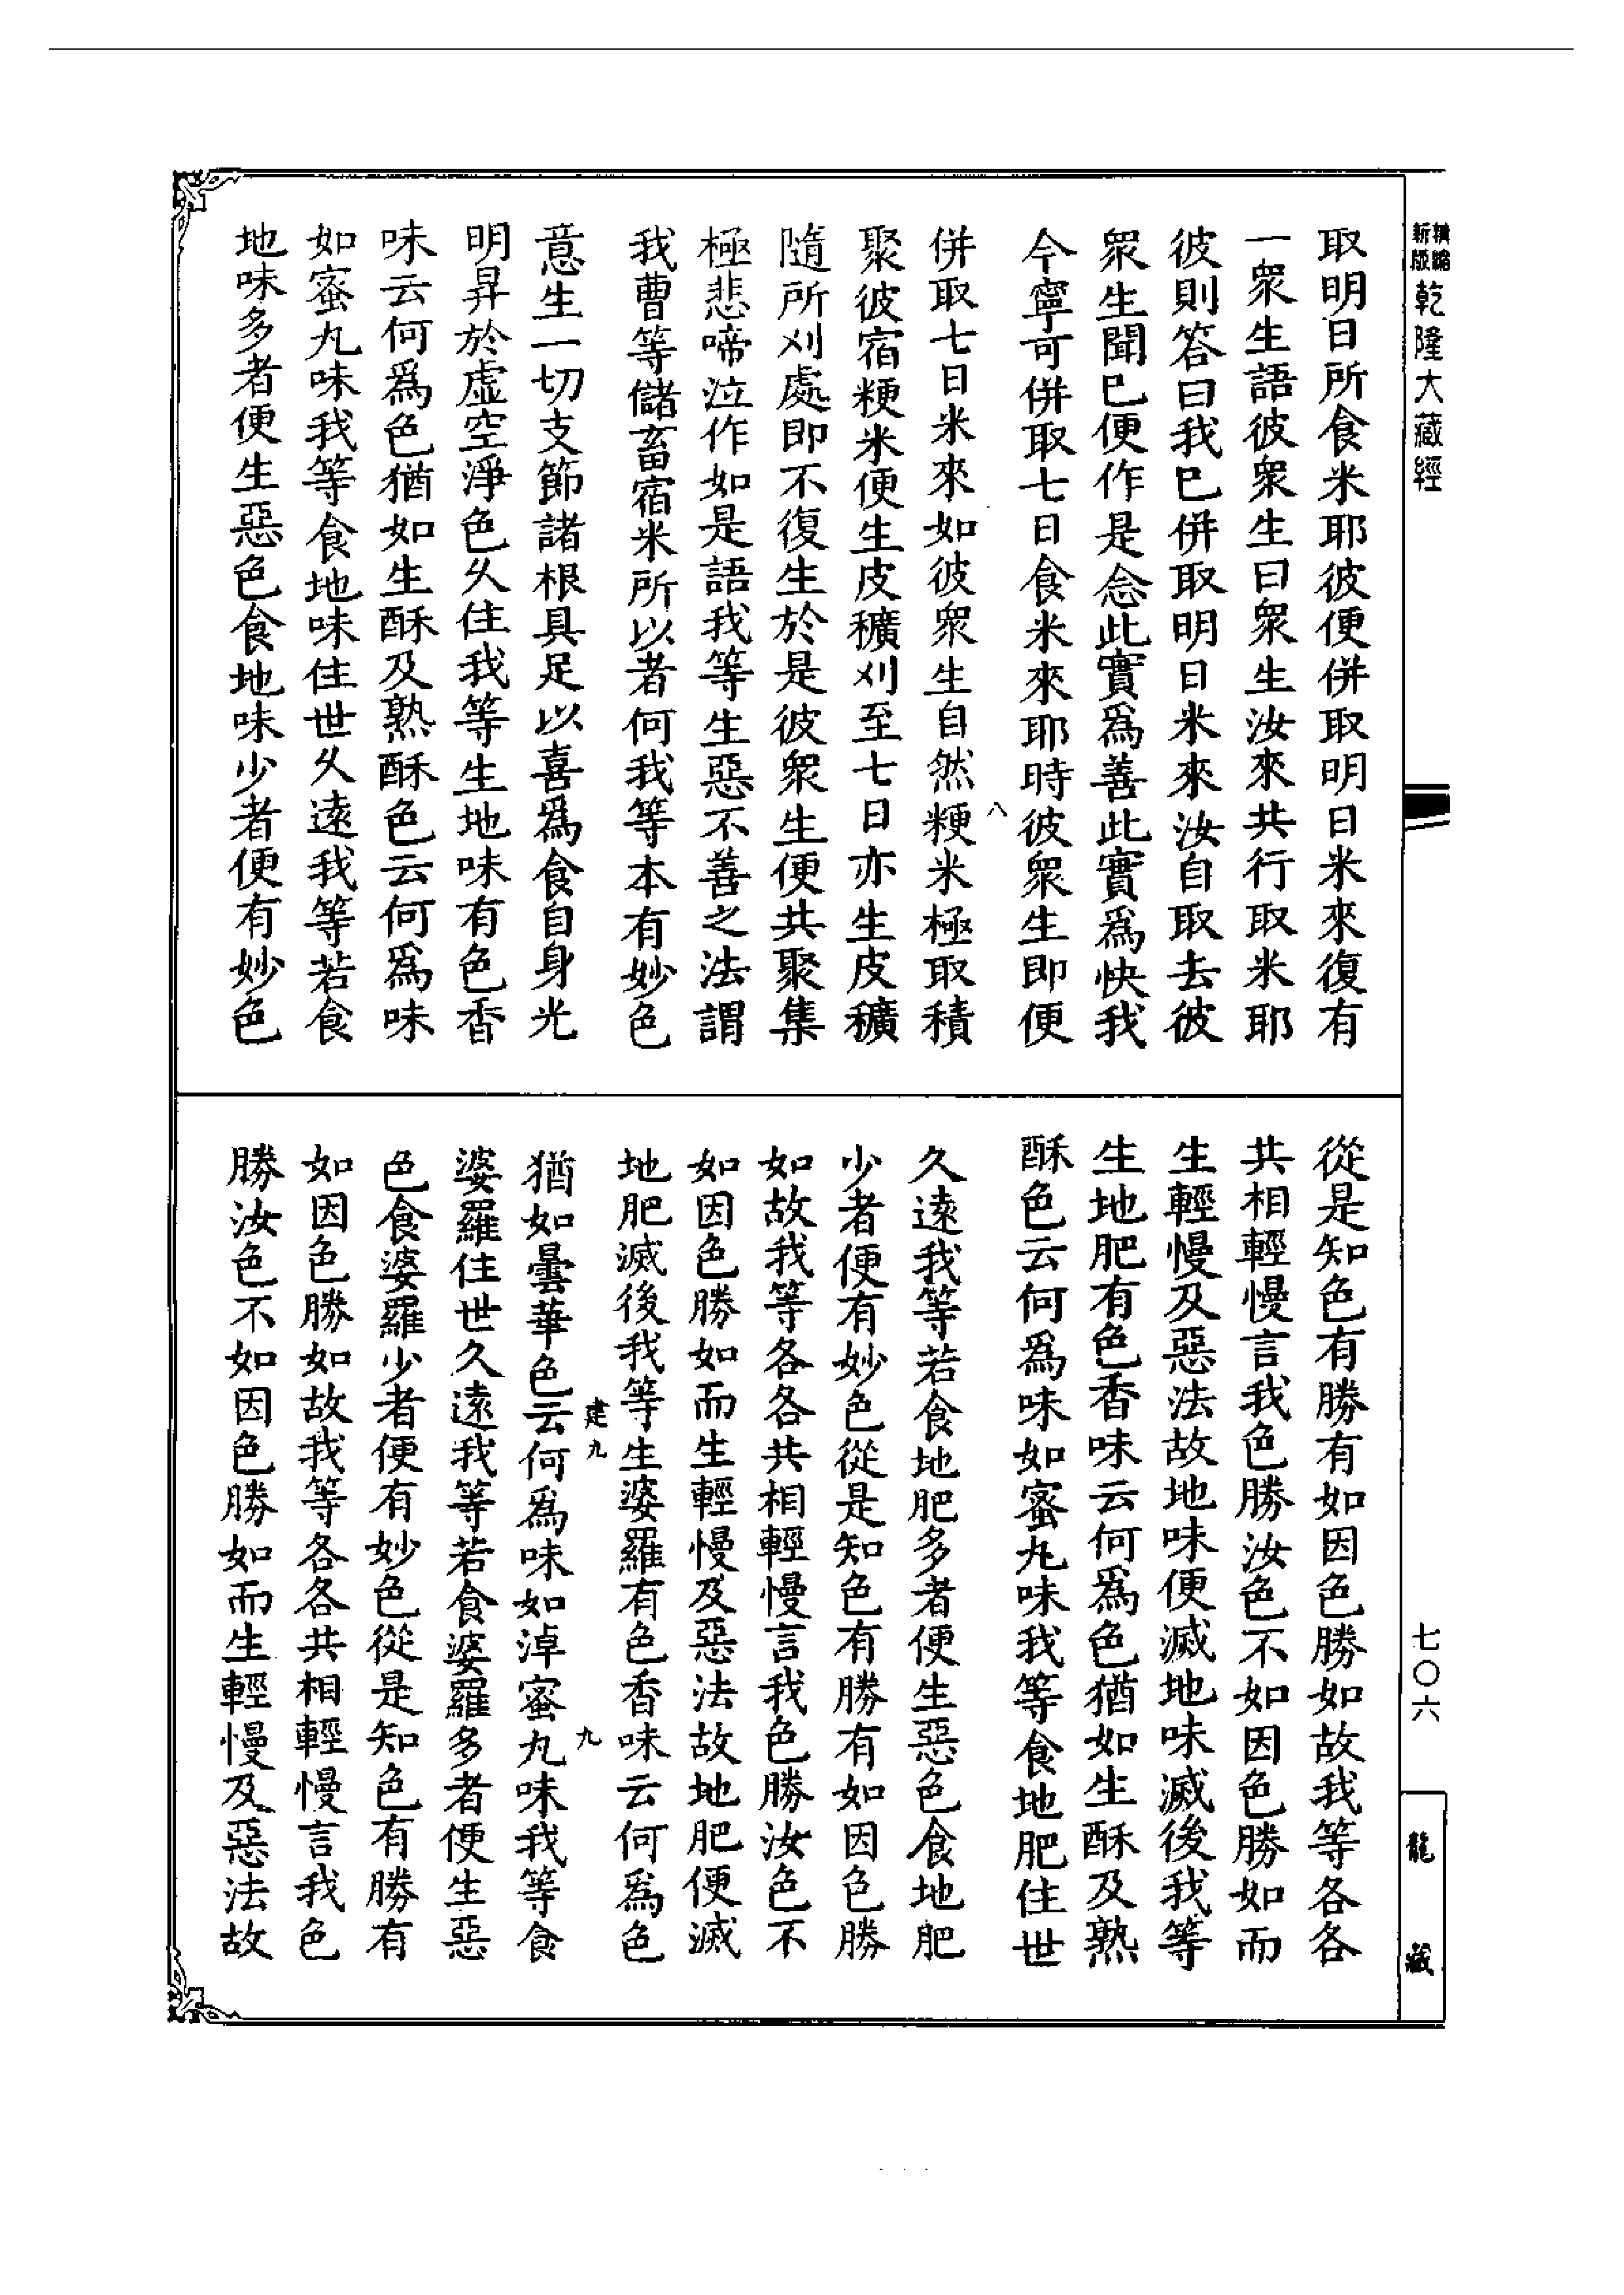 精縮新版乾隆大藏經
七〇六
龍藏
取明日所食米耶彼便併取明日米來復有
一衆生語彼衆生曰衆生汝來共行取米耶
彼則答曰我已併取明日米來汝自取去彼
衆生聞已便作是念此實爲善此實爲快我
今寧可併取七日食米來耶時彼衆生即便
八
併取七日米來如彼衆生自然粳米極取積
聚彼宿粳米便生皮穬刈至七日亦生皮穬
隨所刈處即不復生於是彼衆生便共聚集
極悲啼泣作如是語我等生惡不善之法謂
我曹等儲畜宿米所以者何我等本有妙色
意生一切支節諸根具足以喜爲食自身光
明昇於虛空淨色久住我等生地味有色香
味云何爲色猶如生酥及熟酥色云何爲味
如蜜丸味我等食地味住世久遠我等若食
地味多者便生惡色食地味少者便有妙色
從是知色有勝有如因色勝如故我等各各
共相輕慢言我色勝汝色不如因色勝如而
生輕慢及惡法故地味便滅地味滅後我等
生地肥有色香味云何爲色猶如生酥及熟
酥色云何爲味如蜜丸味我等食地肥住世
久遠我等若食地肥多者便生惡色食地肥
少者便有妙色從是知色有勝有如因色勝
如故我等各各共相輕慢言我色勝汝色不
如因色勝如而生輕慢及惡法故地肥便滅
地肥滅後我等生婆羅有色香味云何爲色
建九
九
猶如曇華色云何爲味如淖蜜丸味我等食
婆羅住世久遠我等若食婆羅多者便生惡
色食婆羅少者便有妙色從是知色有勝有
如因色勝如故我等各各共相輕慢言我色
勝汝色不如因色勝如而生輕慢及惡法故